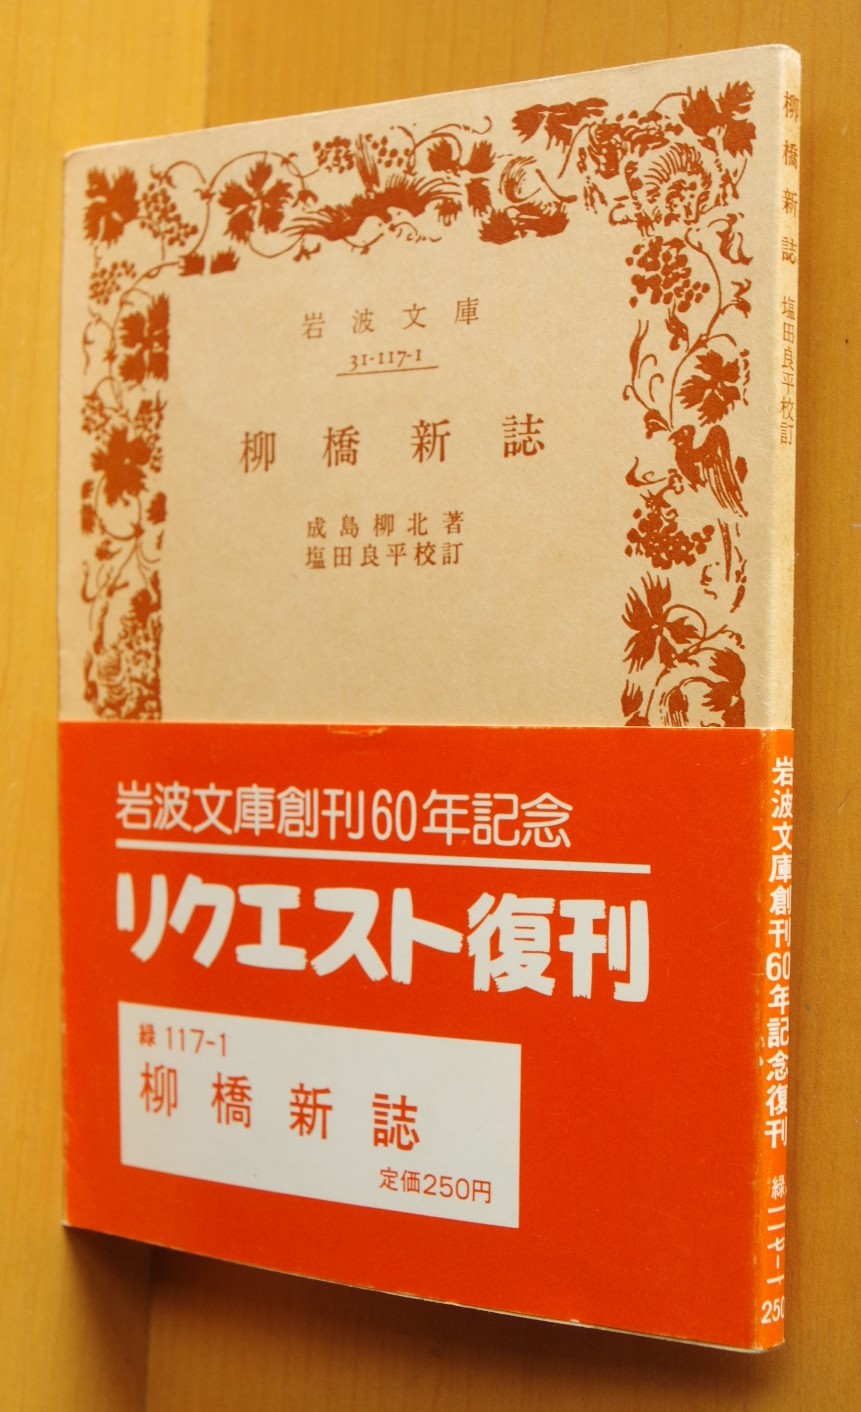 岩波文庫
31-117-1
柳橋新誌
成島柳北著
塩田良平校訂
岩波文庫創刊60年記念
リクエスト復刊
緑 117-1
柳橋新誌
定価250円
柳橋新誌 塩田良平校訂
岩波文庫創刊60年記念復刊 緑一一七-一 250